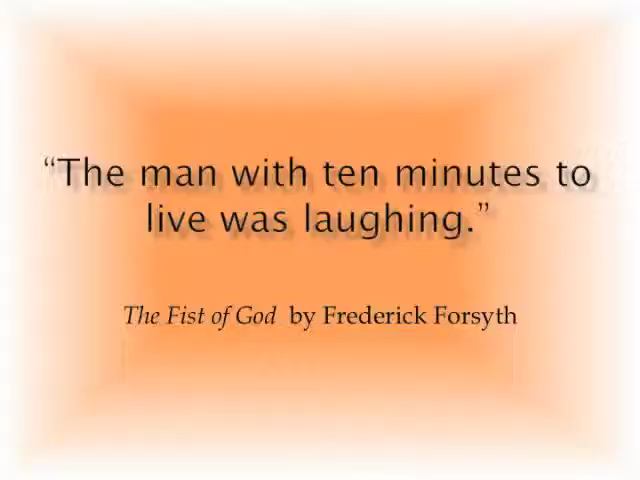 “The man with ten minutes to
live was laughing.”
The Fist of God by Frederick Forsyth